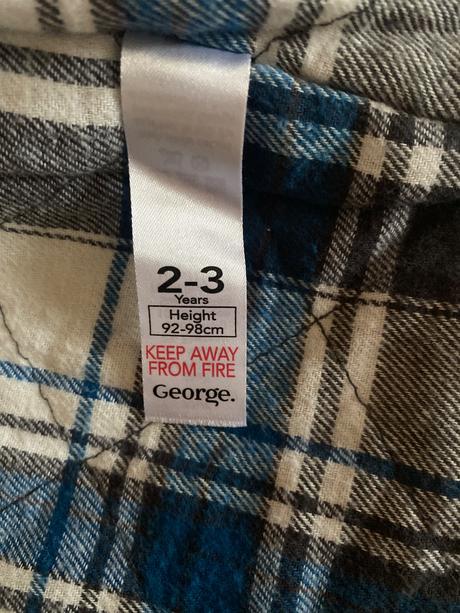 2-3
Years
Height
92-98cm
KEEP AWAY
FROM FIRE
George.